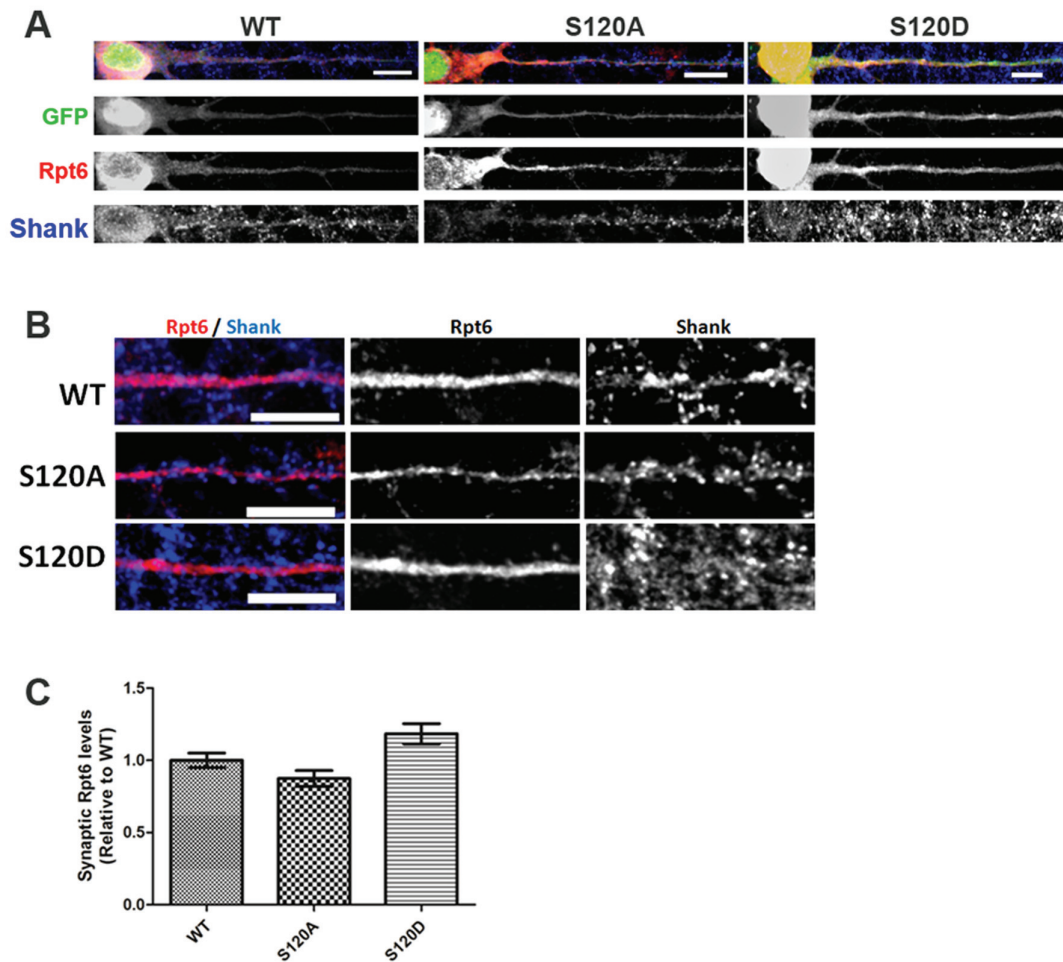 A
WT S120A S120D
GFP
Rpt6
Shank
B
Rpt6 / Shank Rpt6 Shank
WT
S120A
S120D
C
Synaptic Rpt6 levels
(Relative to WT)
1.5
1.0
0.5
0.0
WT S120A S120D